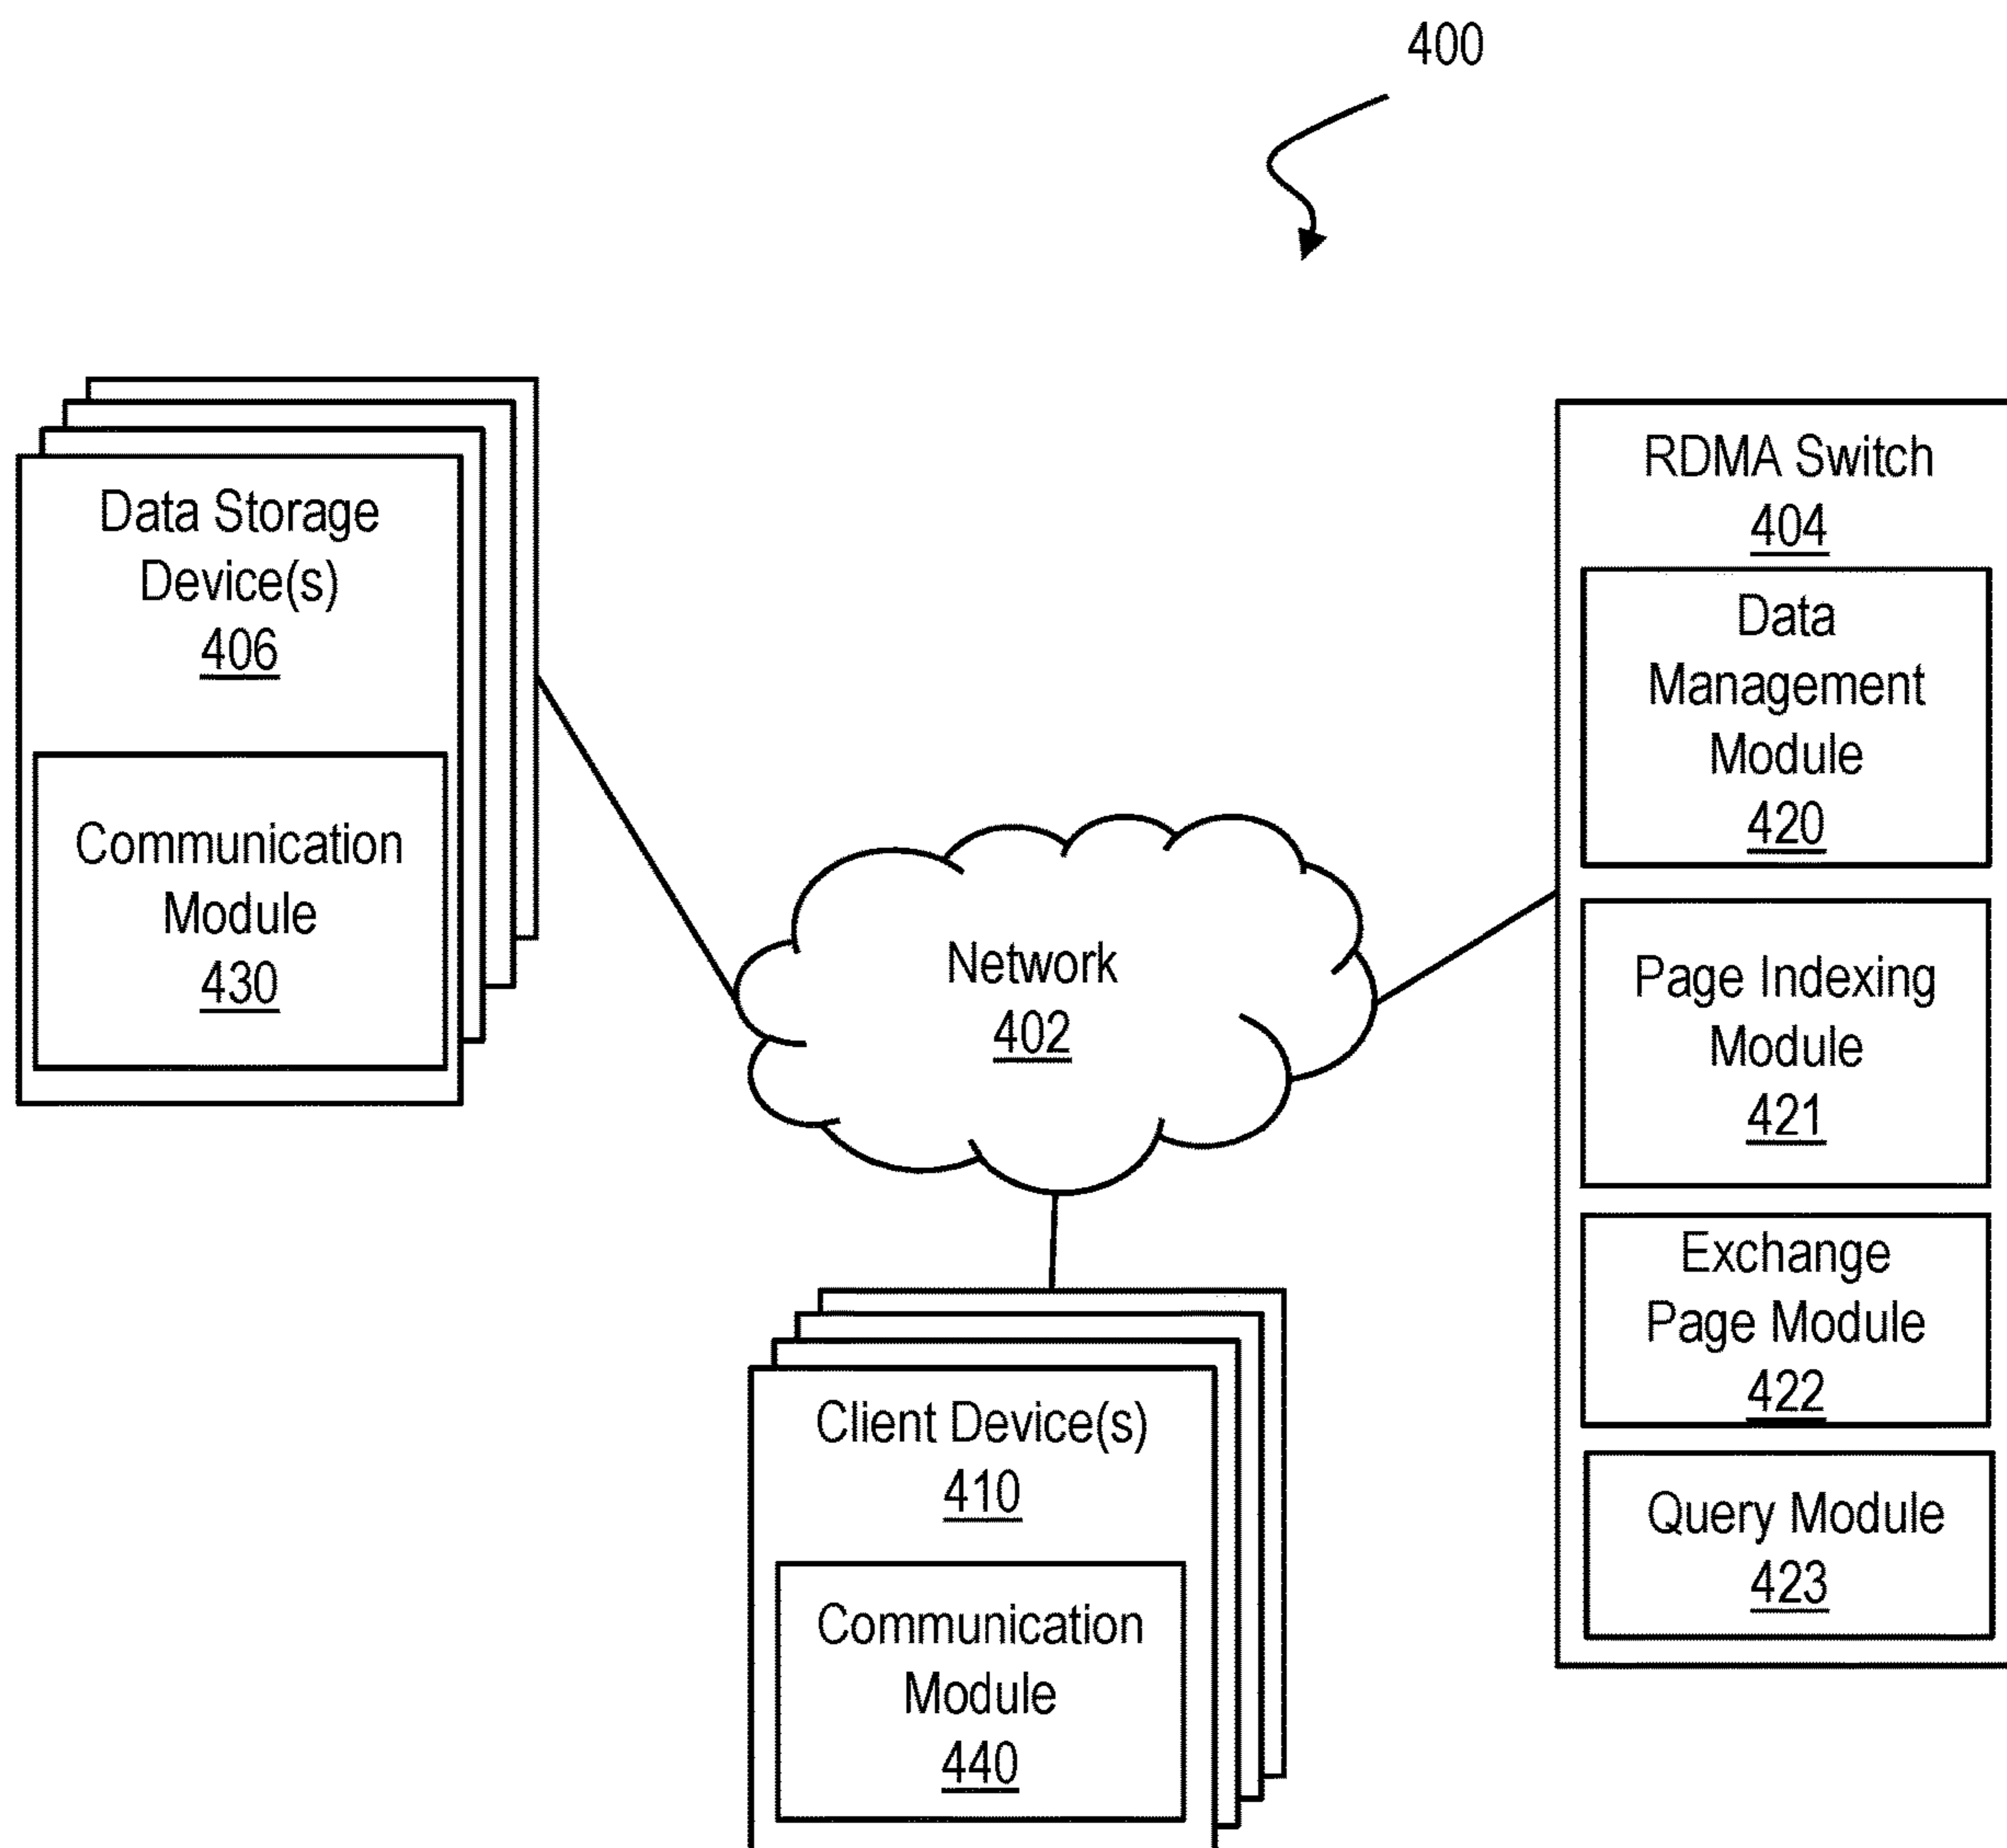 400
Data Storage
Device(s)
406
Communication
Module
430
Network
402
RDMA Switch
404
Data
Management
Module
420
Page Indexing
Module
421
Exchange
Page Module
422
Query Module
423
Client Device(s)
410
Communication
Module
440